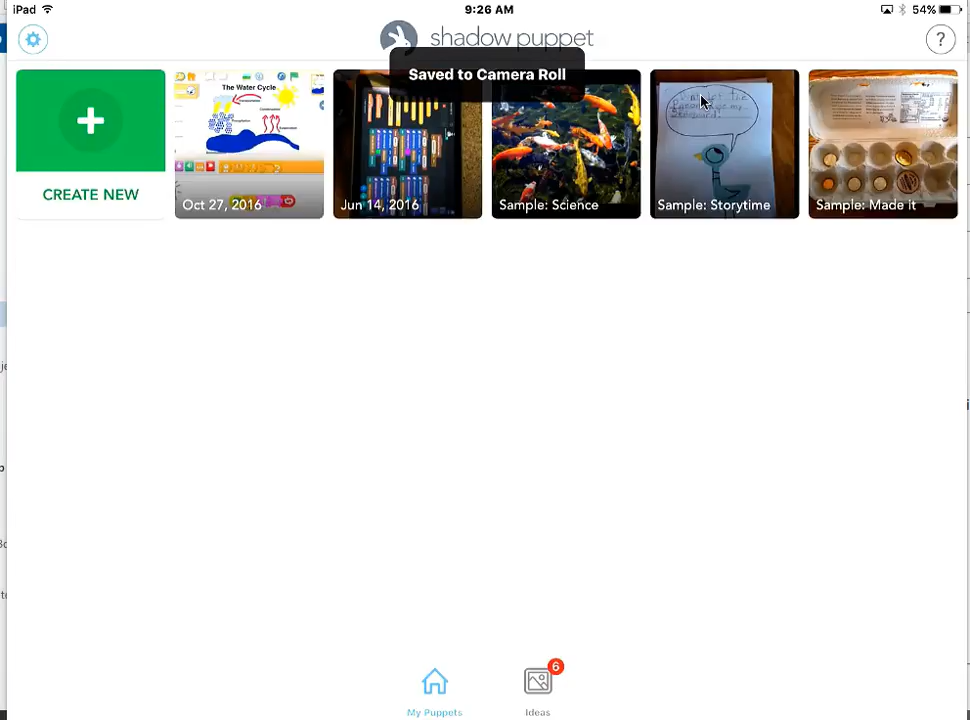 iPad
9:26 AM
54%
shadow puppet
?
Saved to Camera Roll
CREATE NEW
The Water Cycle
Oct 27, 2016
Jun 14, 2016
Sample: Science
Sample: Storytime
Sample: Made it
6
My Puppets
Ideas